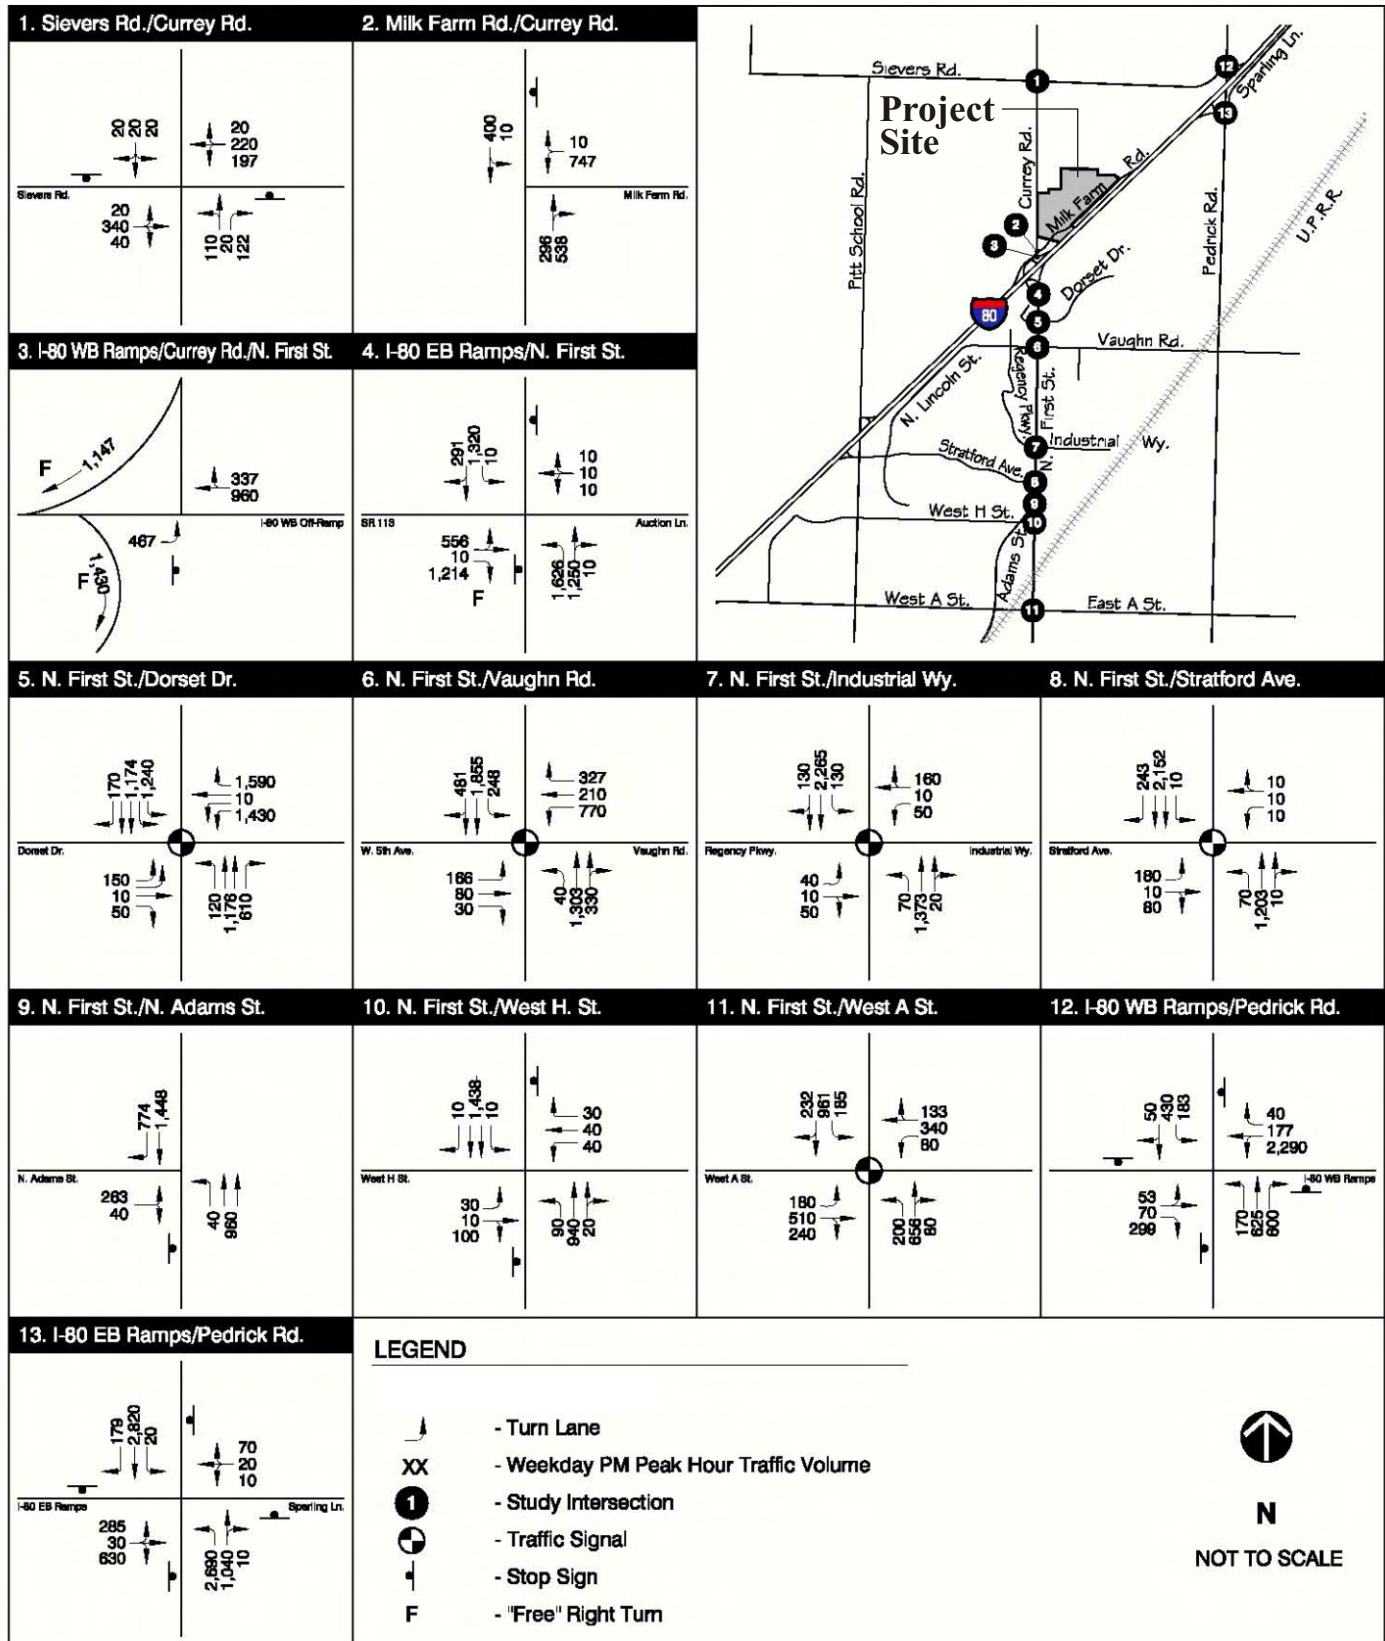 1. Sievers Rd./Currey Rd.
20
20
20
20
220
197
Sievers Rd.
20
340
40
110
20
122
2. Milk Farm Rd./Currey Rd.
400
10
10
747
Milk Farm Rd.
296
538
Sievers Rd.
Project
Site
Currey Rd.
Milk Farm
Rd.
Sparling Ln.
Pitt School Rd.
Pedrick Rd.
U.P.R.R.
Dorset Dr.
80
Vaughn Rd.
N. Lincoln St.
Regency Pkwy.
N. First St.
Industrial Wy.
Stratford Ave.
West H St.
Adams St.
West A St.
East A St.
1
2
3
4
5
6
7
8
9
10
11
12
13
3. I-80 WB Ramps/Currey Rd./N. First St.
F
1,147
337
960
I-80 WB Off-Ramp
467
F
1,430
4. I-80 EB Ramps/N. First St.
291
1,320
10
10
10
10
SR 113
Auction Ln.
556
10
1,214
F
1,626
1,250
10
5. N. First St./Dorset Dr.
170
1,174
1,240
1,590
10
1,430
Dorset Dr.
150
10
50
120
1,176
610
6. N. First St./Vaughn Rd.
481
1,855
248
327
210
770
W. 5th Ave.
Vaughn Rd.
166
80
30
40
1,303
330
7. N. First St./Industrial Wy.
130
2,265
130
160
10
50
Regency Pkwy.
Industrial Wy.
40
10
50
70
1,373
20
8. N. First St./Stratford Ave.
243
2,152
10
10
10
10
Stratford Ave.
180
10
80
70
1,203
10
9. N. First St./N. Adams St.
774
1,448
N. Adams St.
263
40
40
960
10. N. First St./West H. St.
10
1,438
10
30
40
40
West H St.
30
10
100
90
940
20
11. N. First St./West A St.
232
961
185
133
340
80
West A St.
180
510
240
200
656
80
12. I-80 WB Ramps/Pedrick Rd.
50
430
183
40
177
2,290
I-80 WB Ramps
53
70
299
170
625
600
13. I-80 EB Ramps/Pedrick Rd.
179
2,820
20
70
20
10
I-80 EB Ramps
Sparling Ln.
285
30
630
2,690
1,040
10
LEGEND
- Turn Lane
XX - Weekday PM Peak Hour Traffic Volume
1 - Study Intersection
- Traffic Signal
- Stop Sign
F - "Free" Right Turn
N
NOT TO SCALE